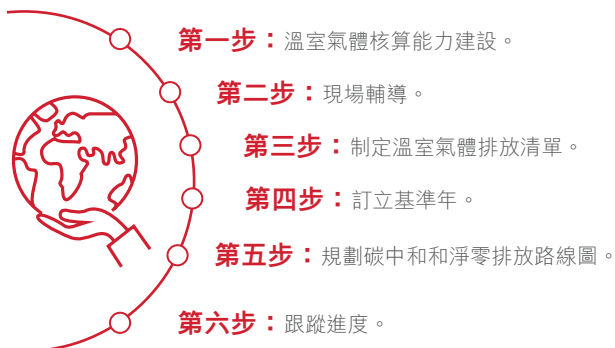 第一步：溫室氣體核算能力建設。
第二步：現場輔導。
第三步：制定溫室氣體排放清單。
第四步：訂立基準年。
第五步：規劃碳中和和淨零排放路線圖。
第六步：跟蹤進度。